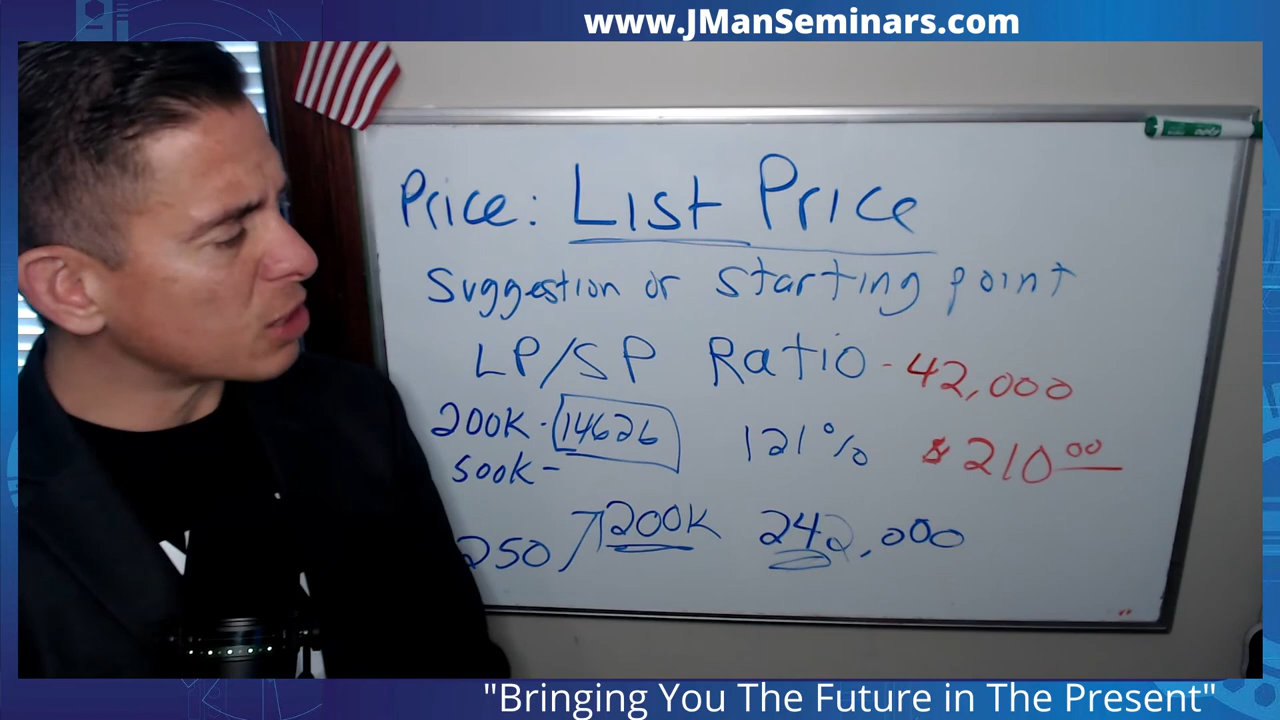 www.JManSeminars.com
Price: List Price
Suggestion or starting point
LP/SP Ratio - 42,000
200K - 14626 121% $210.00
500K -
250 200K 242,000
"Bringing You The Future in The Present"